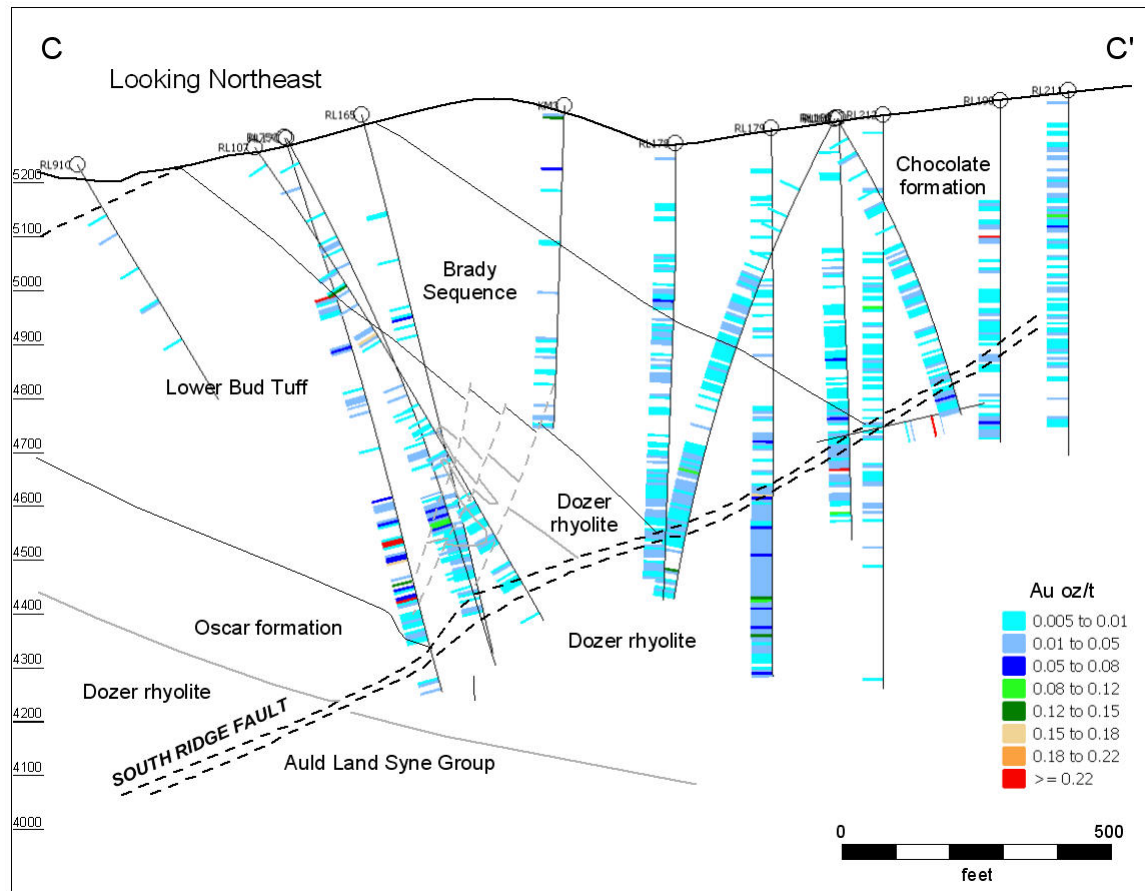 C
C'
Looking Northeast
RL91C
RL107
RL165
RL178
RL179
RL212
RL190
RL211
Chocolate
formation
Brady
Sequence
Lower Bud Tuff
Dozer
rhyolite
Oscar formation
Dozer rhyolite
Dozer rhyolite
SOUTH RIDGE FAULT
Auld Land Syne Group
5200
5100
5000
4900
4800
4700
4600
4500
4400
4300
4200
4100
4000
Au oz/t
0.005 to 0.01
0.01 to 0.05
0.05 to 0.08
0.08 to 0.12
0.12 to 0.15
0.15 to 0.18
0.18 to 0.22
>= 0.22
0
500
feet